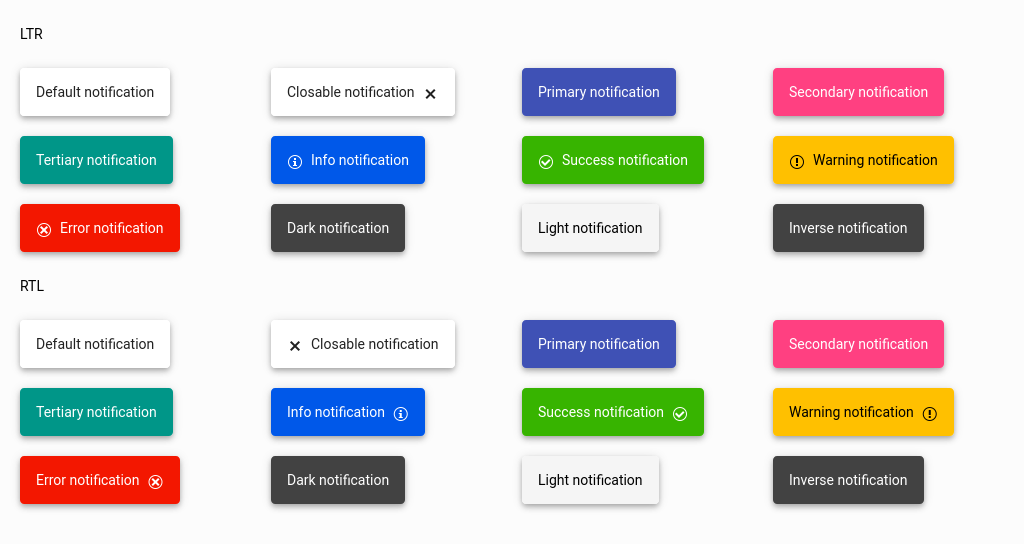 LTR
Default notification
Closable notification
Primary notification
Secondary notification
Tertiary notification
Info notification
Success notification
Warning notification
Error notification
Dark notification
Light notification
Inverse notification
RTL
Default notification
Closable notification
Primary notification
Secondary notification
Tertiary notification
Info notification
Success notification
Warning notification
Error notification
Dark notification
Light notification
Inverse notification